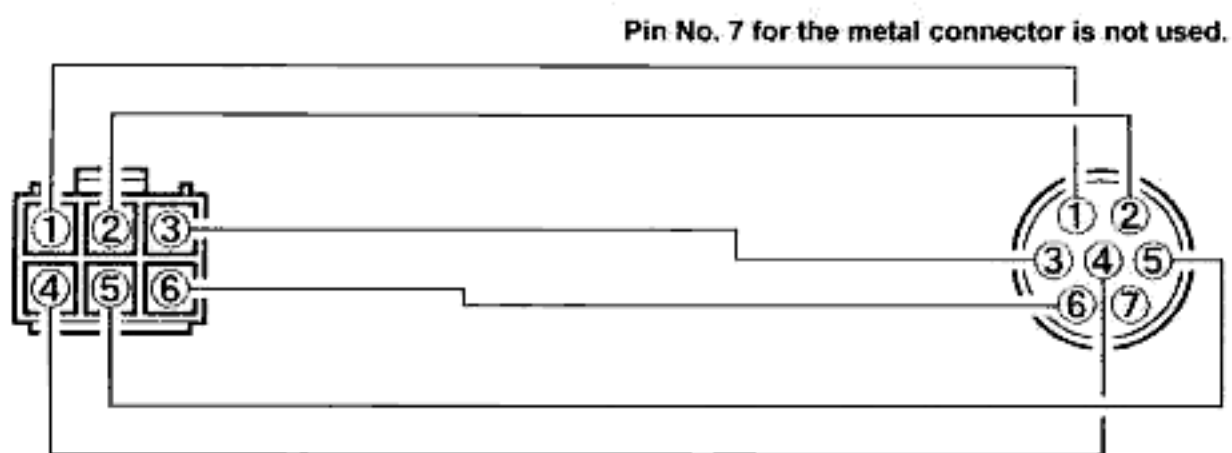 Pin No. 7 for the metal connector is not used.
① ② ③
④ ⑤ ⑥
① ②
③ ④ ⑤
⑥ ⑦